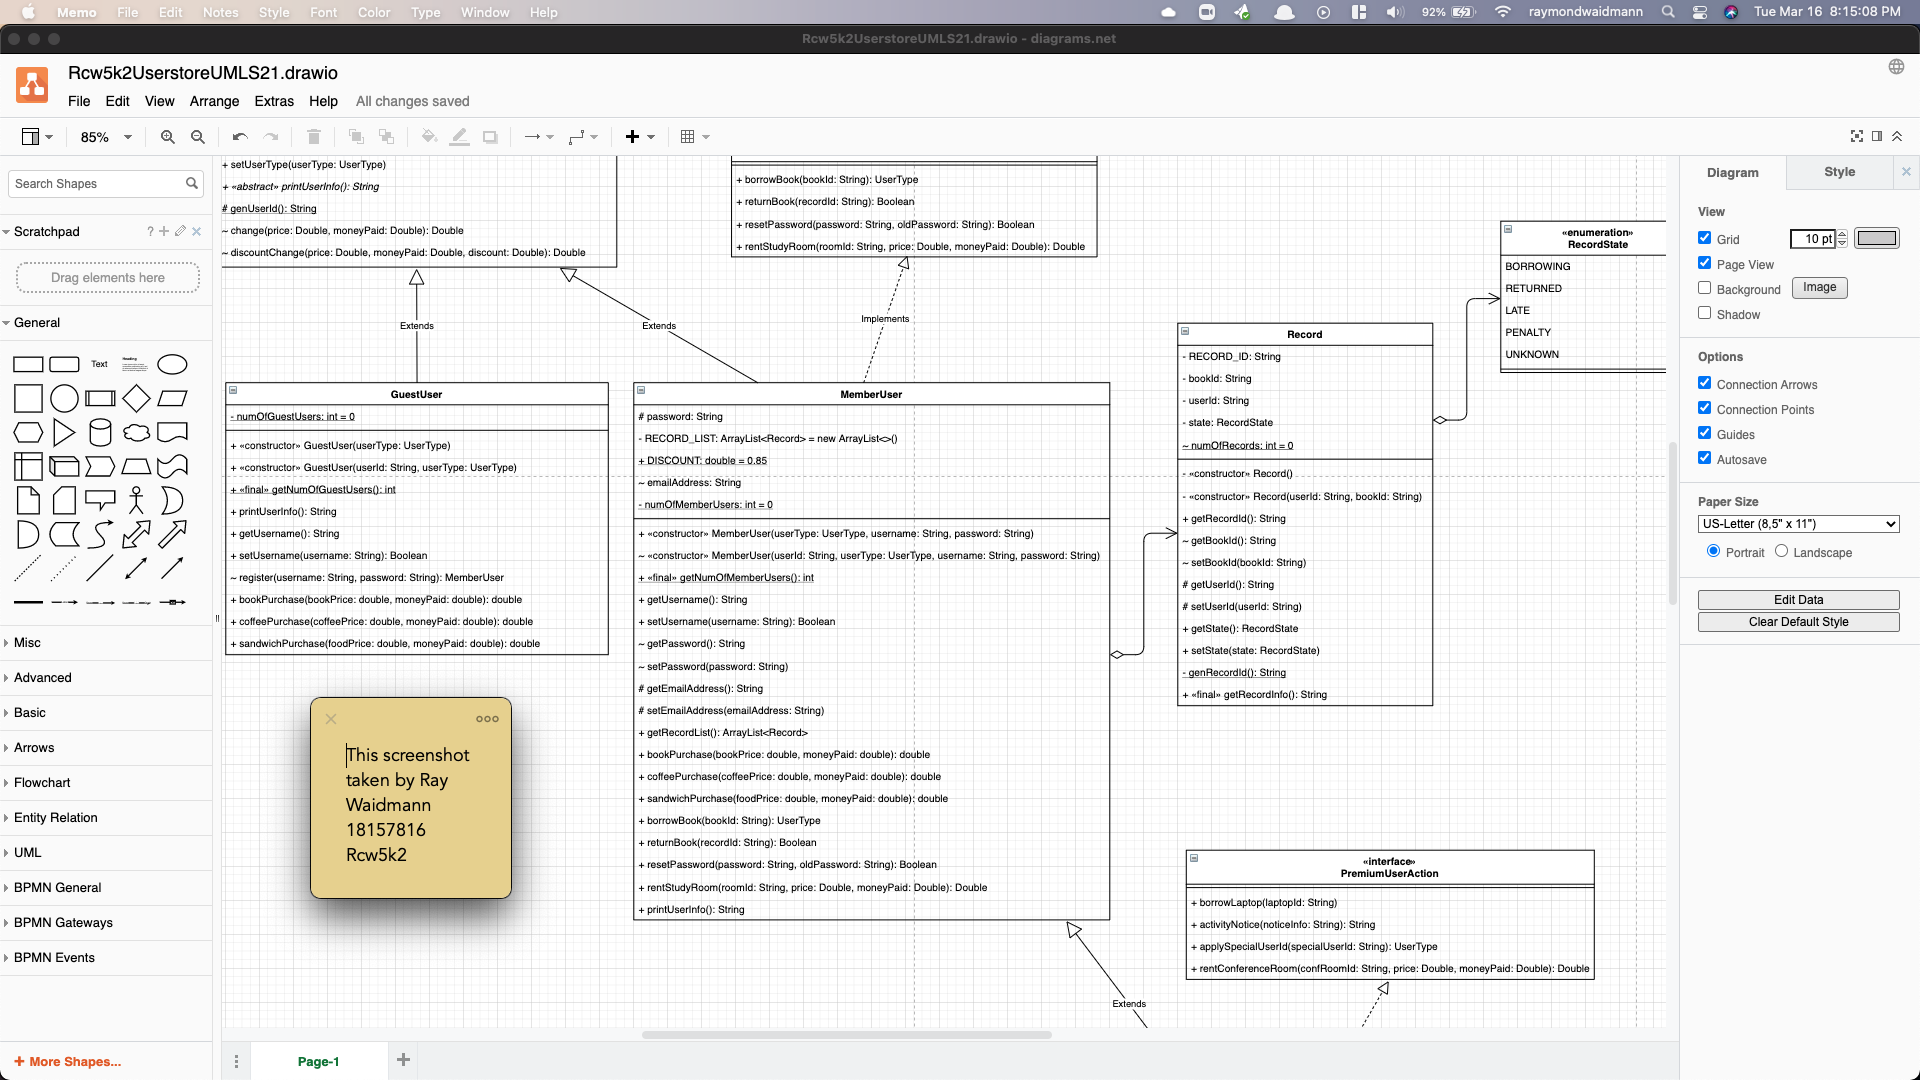 Memo File Edit Notes Style Font Color Type Window Help 92% raymondwaidmann Tue Mar 16 8:15:08 PM
Rcw5k2UserstoreUMLS21.drawio - diagrams.net
Rcw5k2UserstoreUMLS21.drawio
File Edit View Arrange Extras Help All changes saved
85%
Search Shapes
Scratchpad
?
Drag elements here
General
Text
Heading
Misc
Advanced
Basic
Arrows
Flowchart
Entity Relation
UML
BPMN General
BPMN Gateways
BPMN Events
+ More Shapes...
+ setUserType(userType: UserType)
+ «abstract» printUserInfo(): String
# genUserId(): String
~ change(price: Double, moneyPaid: Double): Double
~ discountChange(price: Double, moneyPaid: Double, discount: Double): Double
+ borrowBook(bookId: String): UserType
+ returnBook(recordId: String): Boolean
+ resetPassword(password: String, oldPassword: String): Boolean
+ rentStudyRoom(roomId: String, price: Double, moneyPaid: Double): Double
Extends
Extends
Implements
GuestUser
- numOfGuestUsers: int = 0
+ «constructor» GuestUser(userType: UserType)
+ «constructor» GuestUser(userId: String, userType: UserType)
+ «final» getNumOfGuestUsers(): int
+ printUserInfo(): String
+ getUsername(): String
+ setUsername(username: String): Boolean
~ register(username: String, password: String): MemberUser
+ bookPurchase(bookPrice: double, moneyPaid: double): double
+ coffeePurchase(coffeePrice: double, moneyPaid: double): double
+ sandwichPurchase(foodPrice: double, moneyPaid: double): double
This screenshot
taken by Ray
Waidmann
18157816
Rcw5k2
MemberUser
# password: String
- RECORD_LIST: ArrayList<Record> = new ArrayList<>()
+ DISCOUNT: double = 0.85
~ emailAddress: String
- numOfMemberUsers: int = 0
+ «constructor» MemberUser(userType: UserType, username: String, password: String)
~ «constructor» MemberUser(userId: String, userType: UserType, username: String, password: String)
+ «final» getNumOfMemberUsers(): int
+ getUsername(): String
+ setUsername(username: String): Boolean
~ getPassword(): String
~ setPassword(password: String)
# getEmailAddress(): String
# setEmailAddress(emailAddress: String)
+ getRecordList(): ArrayList<Record>
+ bookPurchase(bookPrice: double, moneyPaid: double): double
+ coffeePurchase(coffeePrice: double, moneyPaid: double): double
+ sandwichPurchase(foodPrice: double, moneyPaid: double): double
+ borrowBook(bookId: String): UserType
+ returnBook(recordId: String): Boolean
+ resetPassword(password: String, oldPassword: String): Boolean
+ rentStudyRoom(roomId: String, price: Double, moneyPaid: Double): Double
+ printUserInfo(): String
Extends
Record
- RECORD_ID: String
- bookId: String
- userId: String
- state: RecordState
~ numOfRecords: int = 0
- «constructor» Record()
- «constructor» Record(userId: String, bookId: String)
+ getRecordId(): String
~ getBookId(): String
~ setBookId(bookId: String)
# getUserId(): String
# setUserId(userId: String)
+ getState(): RecordState
+ setState(state: RecordState)
- genRecordId(): String
+ «final» getRecordInfo(): String
«enumeration»
RecordState
BORROWING
RETURNED
LATE
PENALTY
UNKNOWN
«interface»
PremiumUserAction
+ borrowLaptop(laptopId: String)
+ activityNotice(noticeInfo: String): String
+ applySpecialUserId(specialUserId: String): UserType
+ rentConferenceRoom(confRoomId: String, price: Double, moneyPaid: Double): Double
Page-1
Diagram Style
View
Grid 10 pt
Page View
Background Image
Shadow
Options
Connection Arrows
Connection Points
Guides
Autosave
Paper Size
US-Letter (8,5" x 11")
Portrait Landscape
Edit Data
Clear Default Style